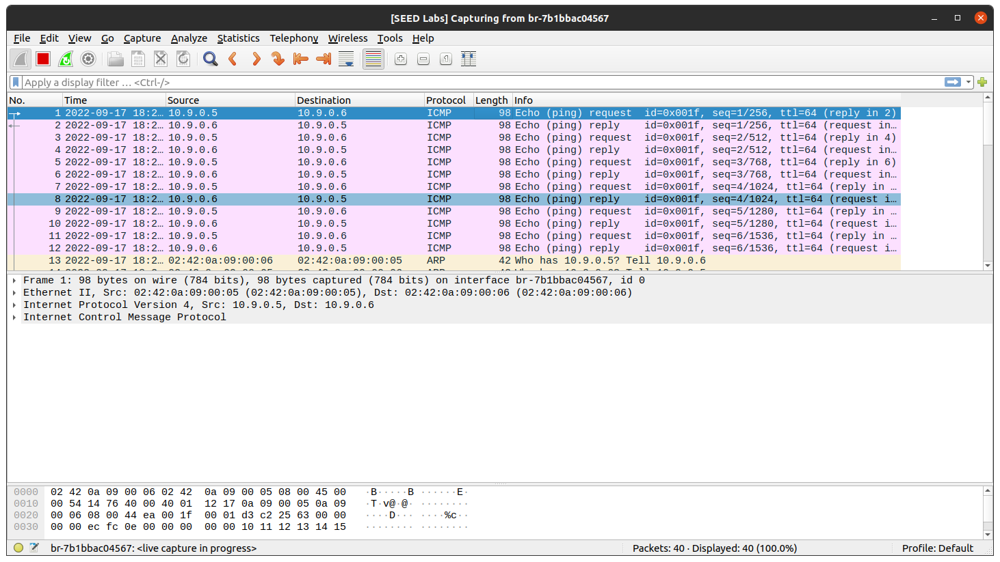 [SEED Labs] Capturing from br-7b1bbac04567
File Edit View Go Capture Analyze Statistics Telephony Wireless Tools Help
Apply a display filter … <Ctrl-/>
No. Time Source Destination Protocol Length Info
1 2022-09-17 18:2… 10.9.0.5 10.9.0.6 ICMP 98 Echo (ping) request id=0x001f, seq=1/256, ttl=64 (reply in 2)
2 2022-09-17 18:2… 10.9.0.6 10.9.0.5 ICMP 98 Echo (ping) reply id=0x001f, seq=1/256, ttl=64 (request in…
3 2022-09-17 18:2… 10.9.0.5 10.9.0.6 ICMP 98 Echo (ping) request id=0x001f, seq=2/512, ttl=64 (reply in 4)
4 2022-09-17 18:2… 10.9.0.6 10.9.0.5 ICMP 98 Echo (ping) reply id=0x001f, seq=2/512, ttl=64 (request in…
5 2022-09-17 18:2… 10.9.0.5 10.9.0.6 ICMP 98 Echo (ping) request id=0x001f, seq=3/768, ttl=64 (reply in 6)
6 2022-09-17 18:2… 10.9.0.6 10.9.0.5 ICMP 98 Echo (ping) reply id=0x001f, seq=3/768, ttl=64 (request in…
7 2022-09-17 18:2… 10.9.0.5 10.9.0.6 ICMP 98 Echo (ping) request id=0x001f, seq=4/1024, ttl=64 (reply in …
8 2022-09-17 18:2… 10.9.0.6 10.9.0.5 ICMP 98 Echo (ping) reply id=0x001f, seq=4/1024, ttl=64 (request i…
9 2022-09-17 18:2… 10.9.0.5 10.9.0.6 ICMP 98 Echo (ping) request id=0x001f, seq=5/1280, ttl=64 (reply in …
10 2022-09-17 18:2… 10.9.0.6 10.9.0.5 ICMP 98 Echo (ping) reply id=0x001f, seq=5/1280, ttl=64 (request i…
11 2022-09-17 18:2… 10.9.0.5 10.9.0.6 ICMP 98 Echo (ping) request id=0x001f, seq=6/1536, ttl=64 (reply in …
12 2022-09-17 18:2… 10.9.0.6 10.9.0.5 ICMP 98 Echo (ping) reply id=0x001f, seq=6/1536, ttl=64 (request i…
13 2022-09-17 18:2… 02:42:0a:09:00:06 02:42:0a:09:00:05 ARP 42 Who has 10.9.0.5? Tell 10.9.0.6
Frame 1: 98 bytes on wire (784 bits), 98 bytes captured (784 bits) on interface br-7b1bbac04567, id 0
Ethernet II, Src: 02:42:0a:09:00:05 (02:42:0a:09:00:05), Dst: 02:42:0a:09:00:06 (02:42:0a:09:00:06)
Internet Protocol Version 4, Src: 10.9.0.5, Dst: 10.9.0.6
Internet Control Message Protocol
0000 02 42 0a 09 00 06 02 42 0a 09 00 05 08 00 45 00 ·B·····B ······E·
0010 00 54 14 76 40 00 40 01 12 17 0a 09 00 05 0a 09 ·T·v@·@· ········
0020 00 06 08 00 44 ea 00 1f 00 01 d3 c2 25 63 00 00 ····D··· ····%c··
0030 00 00 ec fc 0e 00 00 00 00 00 10 11 12 13 14 15 ········ ········
br-7b1bbac04567: <live capture in progress> Packets: 40 · Displayed: 40 (100.0%) Profile: Default